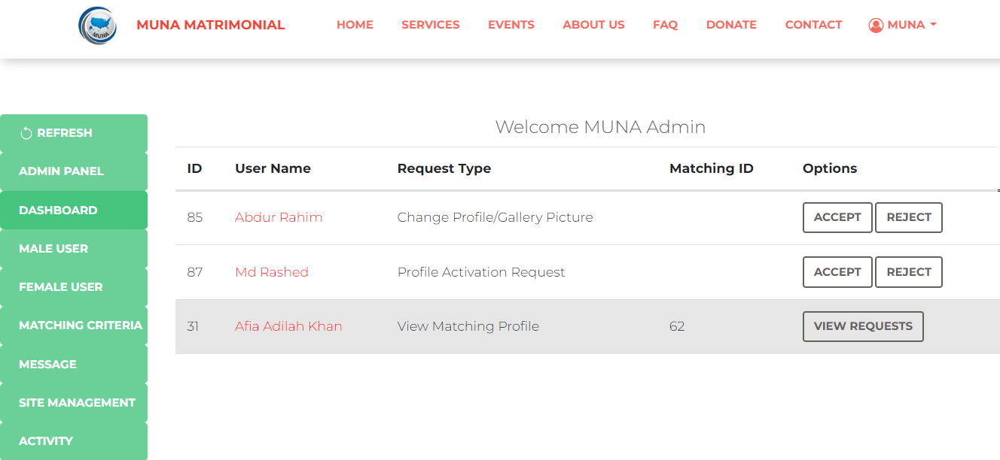 MUNA
MUNA MATRIMONIAL HOME SERVICES EVENTS ABOUT US FAQ DONATE CONTACT MUNA
Welcome MUNA Admin
REFRESH
ADMIN PANEL
DASHBOARD
MALE USER
FEMALE USER
MATCHING CRITERIA
MESSAGE
SITE MANAGEMENT
ACTIVITY
ID User Name Request Type Matching ID Options
85 Abdur Rahim Change Profile/Gallery Picture ACCEPT REJECT
87 Md Rashed Profile Activation Request ACCEPT REJECT
31 Afia Adilah Khan View Matching Profile 62 VIEW REQUESTS